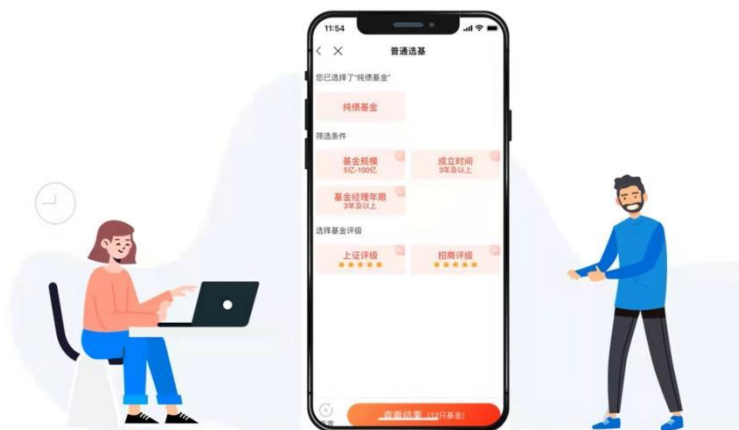 11:54
普通选基
您已选择了"纯债基金"
纯债基金
筛选条件
基金规模
5亿-100亿
成立时间
3年及以上
基金经理年限
3年及以上
选择基金评级
上证评级
招商评级
查看结果 (12只基金)